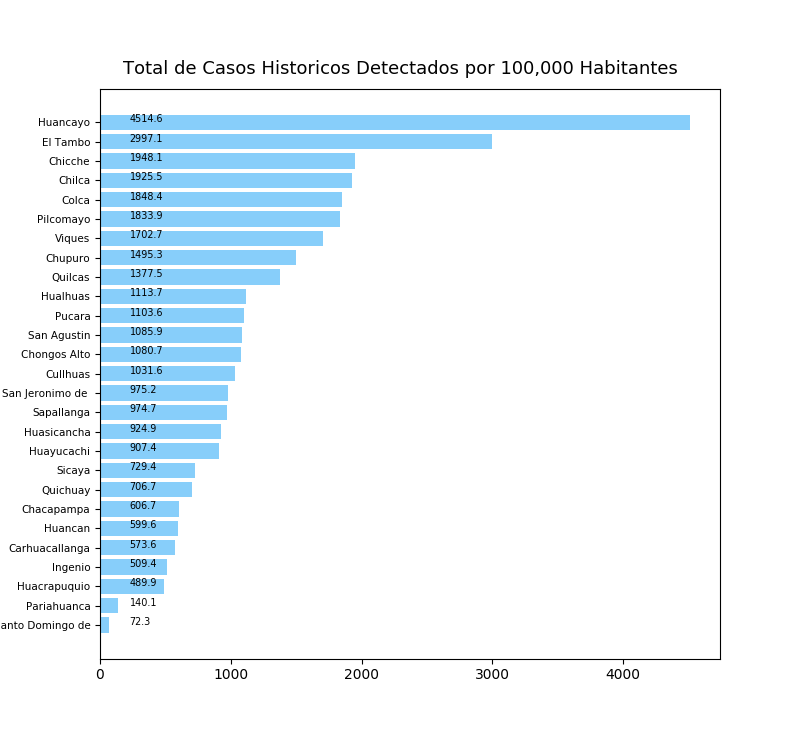 Total de Casos Historicos Detectados por 100,000 Habitantes
Huancayo 4514.6
El Tambo 2997.1
Chicche 1948.1
Chilca 1925.5
Colca 1848.4
Pilcomayo 1833.9
Viques 1702.7
Chupuro 1495.3
Quilcas 1377.5
Hualhuas 1113.7
Pucara 1103.6
San Agustin 1085.9
Chongos Alto 1080.7
Cullhuas 1031.6
San Jeronimo de 975.2
Sapallanga 974.7
Huasicancha 924.9
Huayucachi 907.4
Sicaya 729.4
Quichuay 706.7
Chacapampa 606.7
Huancan 599.6
Carhuacallanga 573.6
Ingenio 509.4
Huacrapuquio 489.9
Pariahuanca 140.1
anto Domingo de 72.3
0 1000 2000 3000 4000